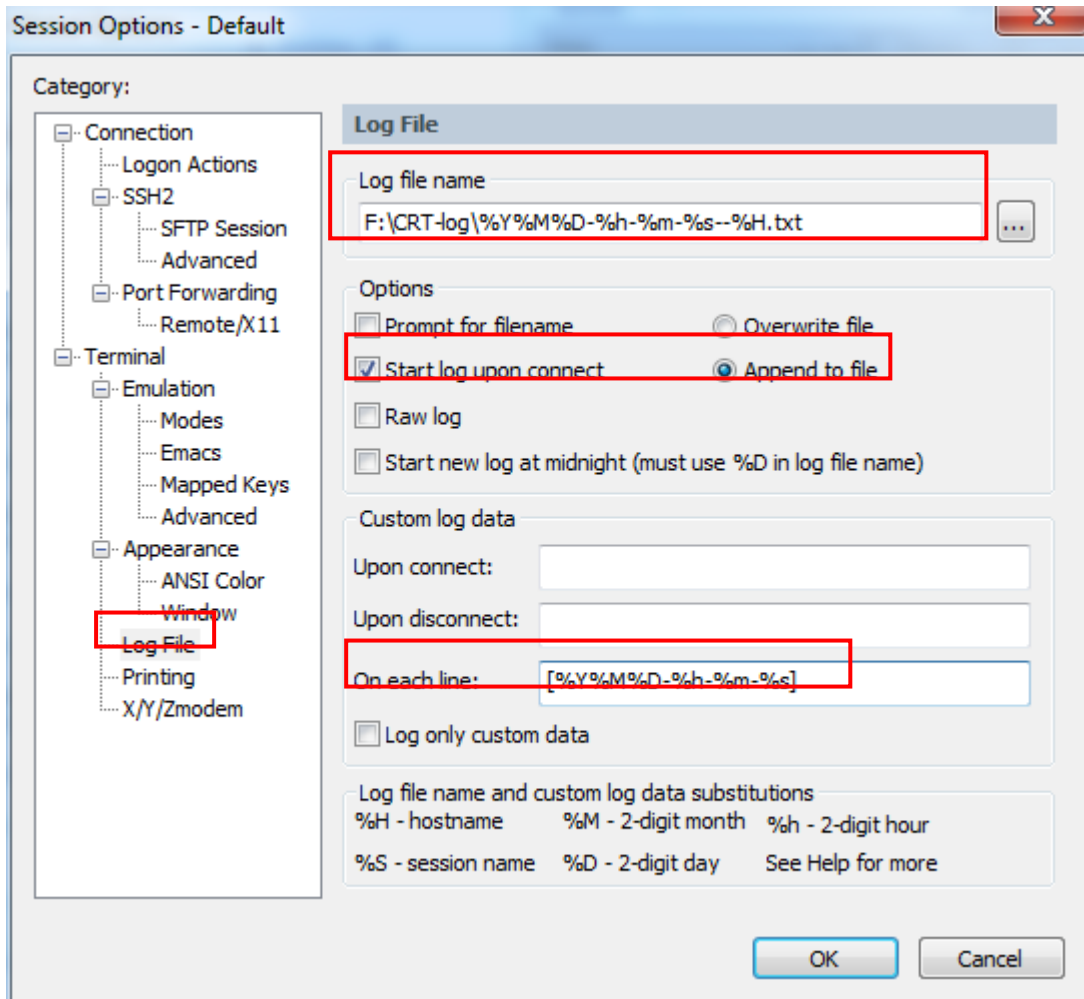 Session Options - Default
X
Category:
Connection
Logon Actions
SSH2
SFTP Session
Advanced
Port Forwarding
Remote/X11
Terminal
Emulation
Modes
Emacs
Mapped Keys
Advanced
Appearance
ANSI Color
Window
Log File
Printing
X/Y/Zmodem
Log File
Log file name
F:\CRT-log\%Y%M%D-%h-%m-%s--%H.txt
...
Options
Prompt for filename Overwrite file
Start log upon connect Append to file
Raw log
Start new log at midnight (must use %D in log file name)
Custom log data
Upon connect:
Upon disconnect:
On each line: [%Y%M%D-%h-%m-%s]
Log only custom data
Log file name and custom log data substitutions
%H - hostname %M - 2-digit month %h - 2-digit hour
%S - session name %D - 2-digit day See Help for more
OK Cancel